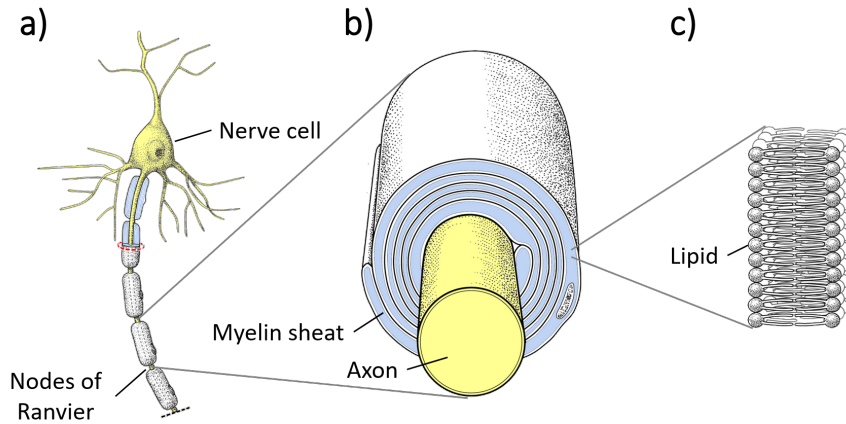 a)
b)
c)
Nerve cell
Lipid
Myelin sheat
Axon
Nodes of
Ranvier